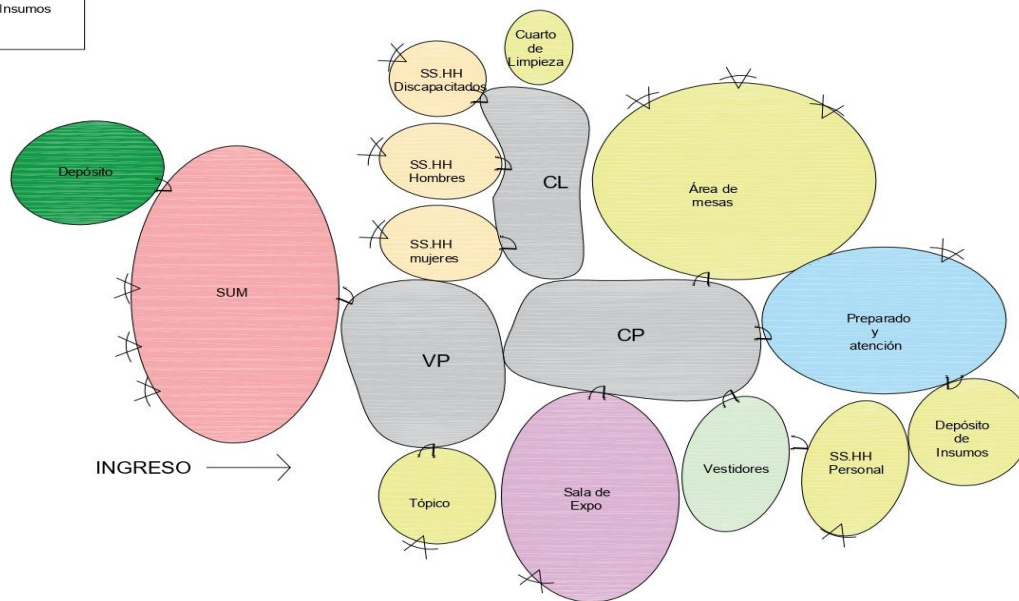 Insumos
Cuarto
de
Limpieza
SS.HH
Discapacitados
Depósito
SS.HH
Hombres
CL
Área de
mesas
SS.HH
mujeres
SUM
VP
CP
Preparado
y
atención
INGRESO
Tópico
Sala de
Expo
Vestidores
SS.HH
Personal
Depósito
de
Insumos